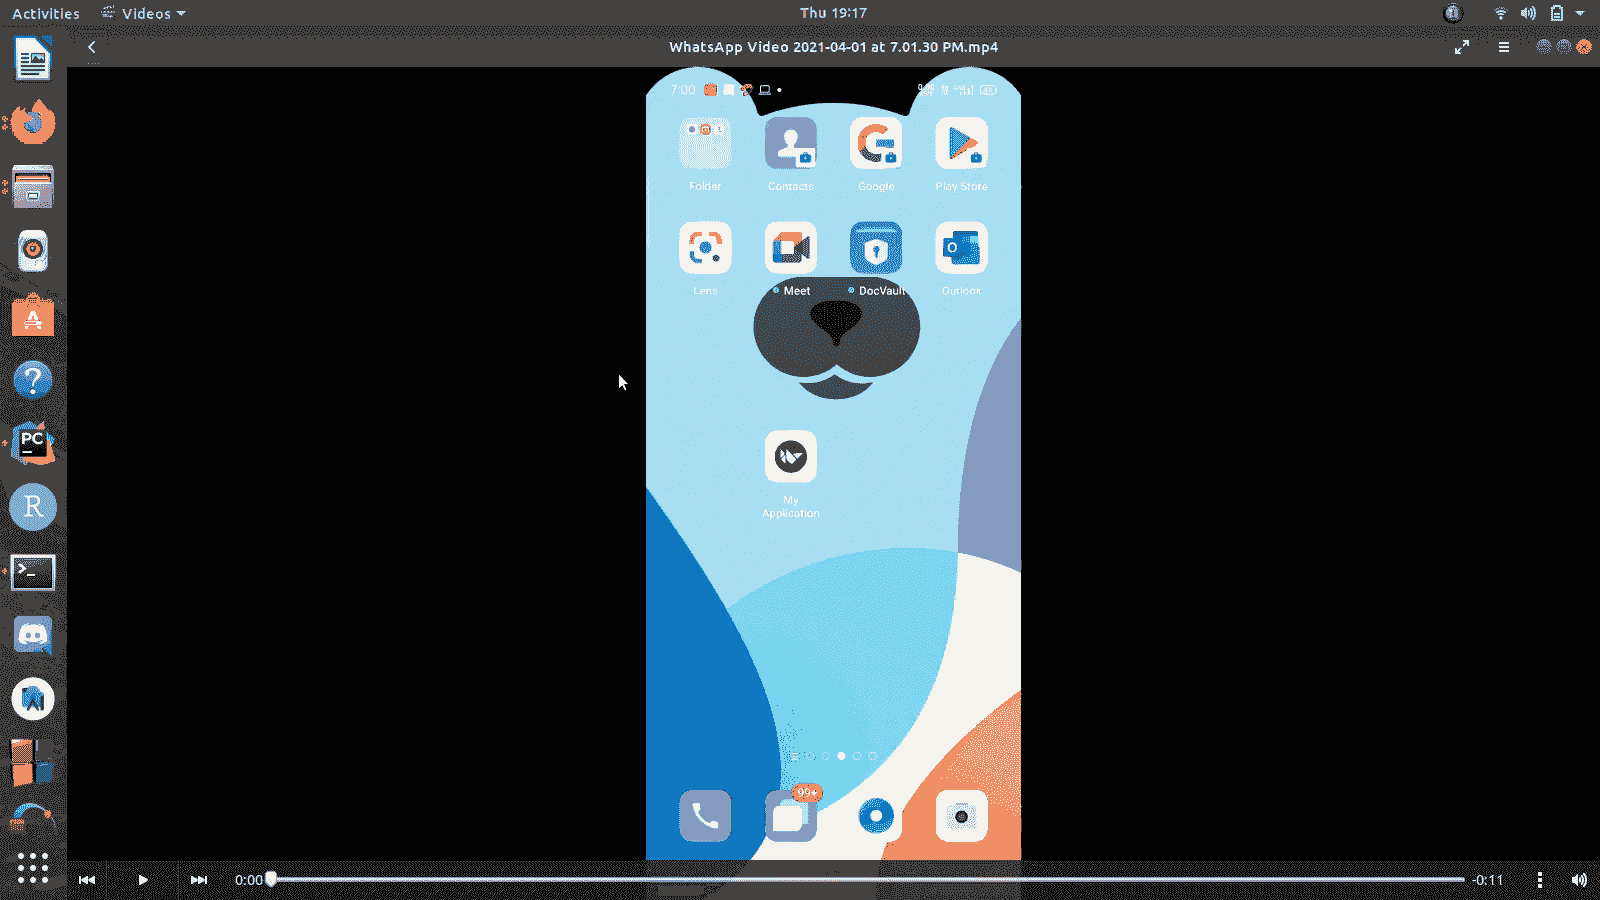 Activities Videos Thu 19:17
WhatsApp Video 2021-04-01 at 7.01.30 PM.mp4
7:00
Folder Contacts Google Play Store
Lens Meet DocVault Outlook
My
Application
99+
0:00 -0:11
PC
R
>_